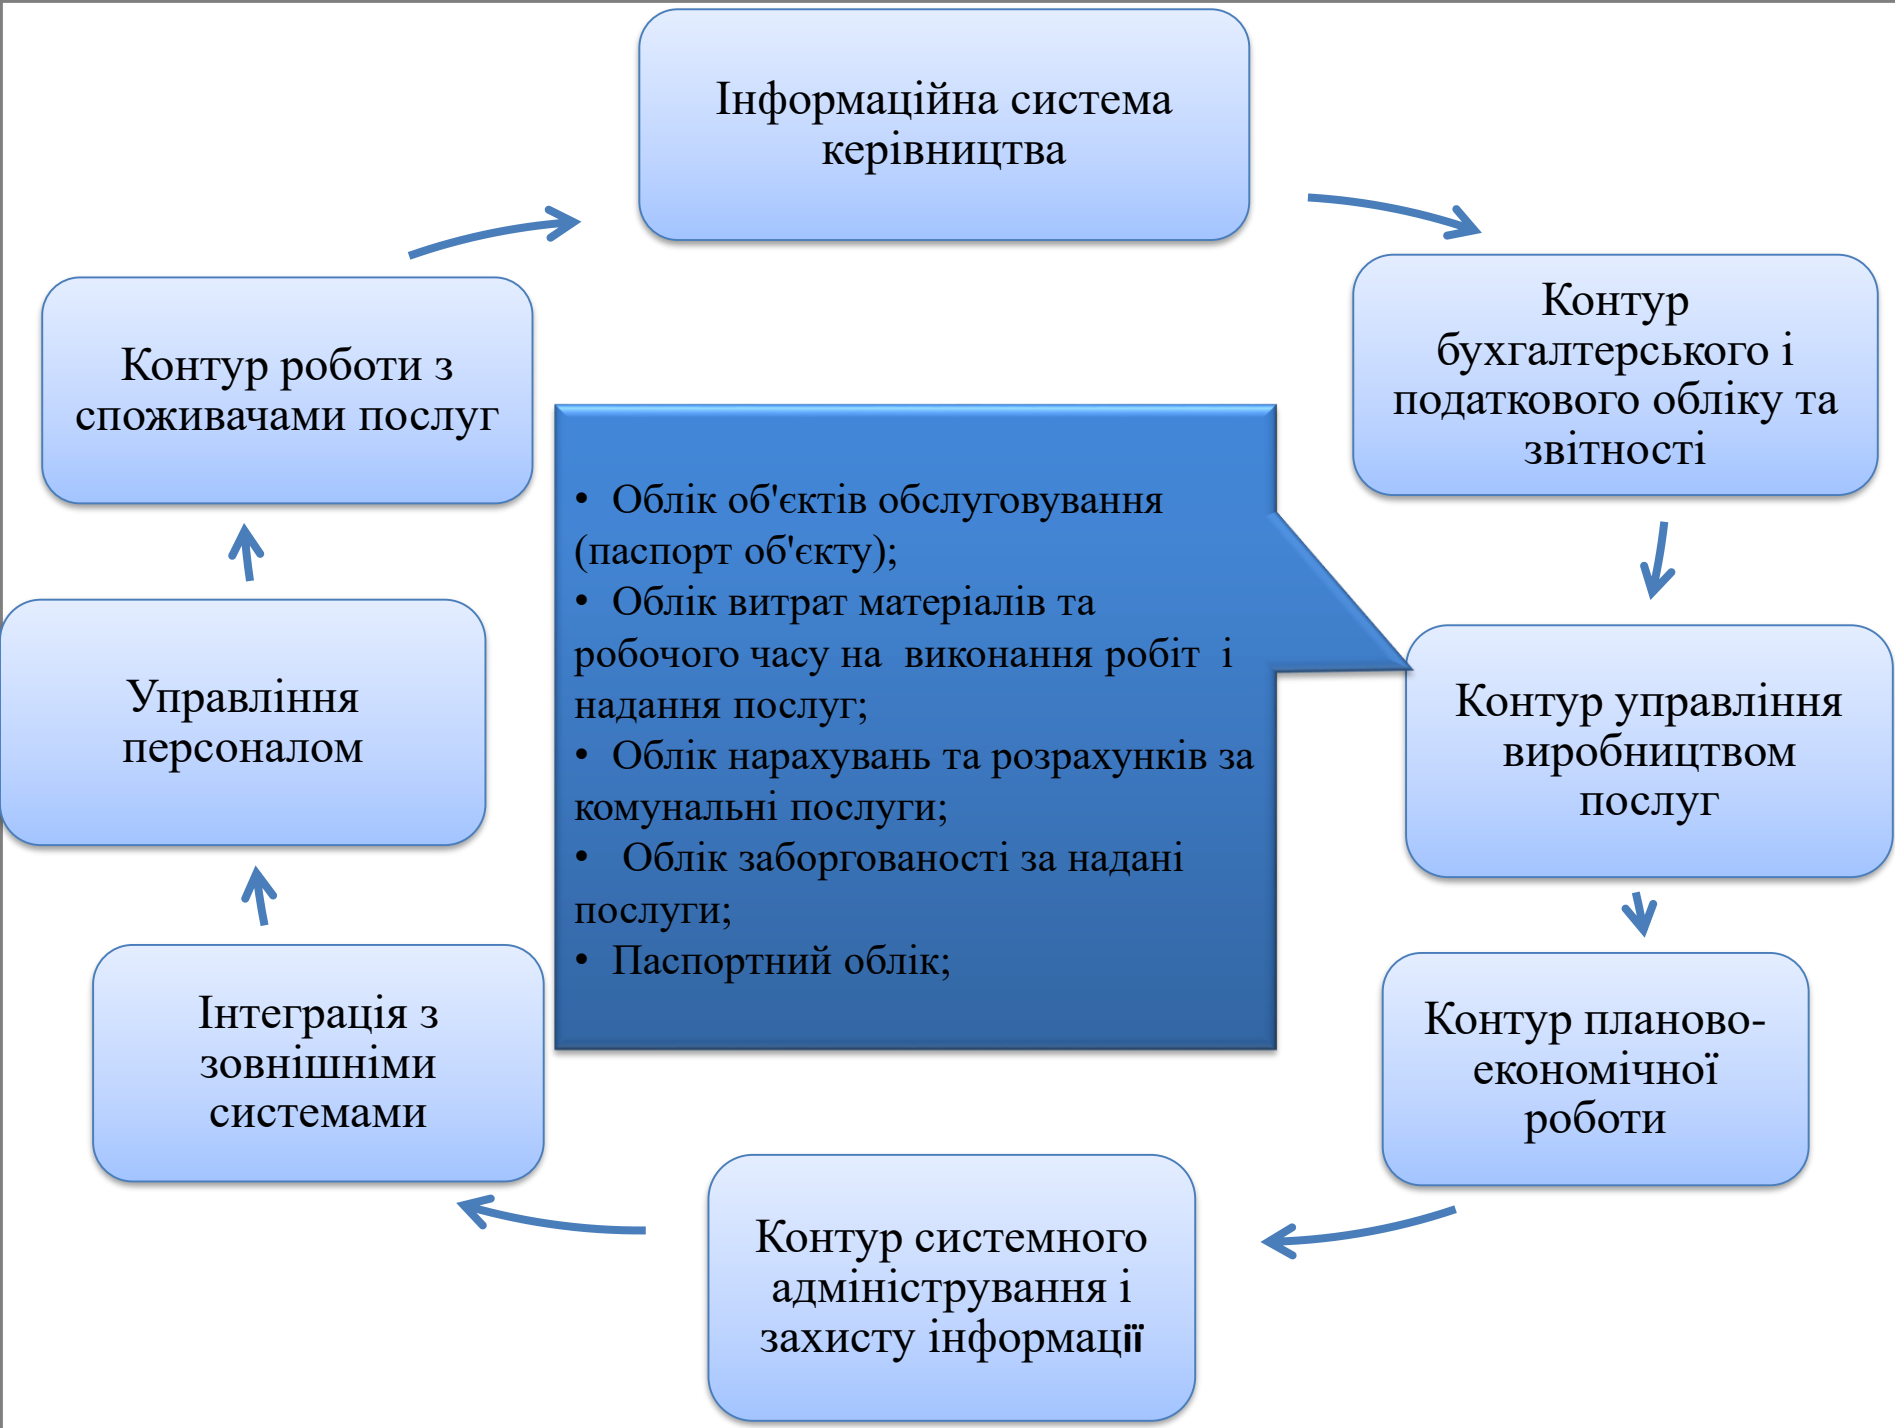 Інформаційна система
керівництва
Контур
бухгалтерського і
податкового обліку та
звітності
Контур управління
виробництвом
послуг
Контур планово-
економічної
роботи
Контур системного
адміністрування і
захисту інформації
Інтеграція з
зовнішніми
системами
Управління
персоналом
Контур роботи з
споживачами послуг
• Облік об'єктів обслуговування
(паспорт об'єкту);
• Облік витрат матеріалів та
робочого часу на виконання робіт і
надання послуг;
• Облік нарахувань та розрахунків за
комунальні послуги;
• Облік заборгованості за надані
послуги;
• Паспортний облік;